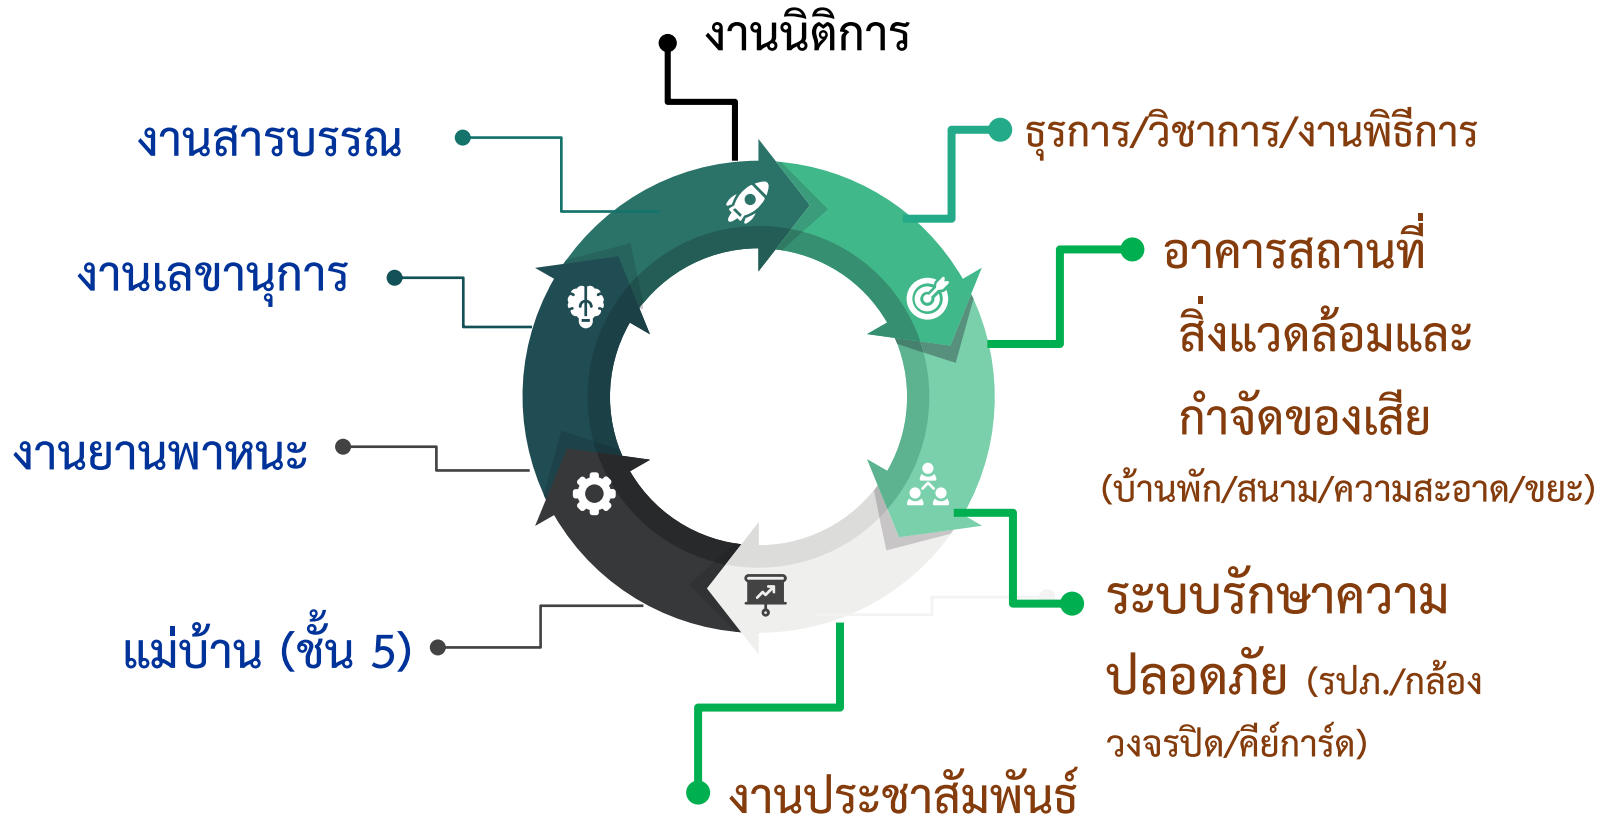 งานนิติการ
งานสารบรรณ
ธุรการ/วิชาการ/งานพิธีการ
งานเลขานุการ
อาคารสถานที่
สิ่งแวดล้อมและ
กำจัดของเสีย
(บ้านพัก/สนาม/ความสะอาด/ขยะ)
งานยานพาหนะ
ระบบรักษาความ
ปลอดภัย (รปภ./กล้อง
วงจรปิด/คีย์การ์ด)
แม่บ้าน (ชั้น 5)
งานประชาสัมพันธ์